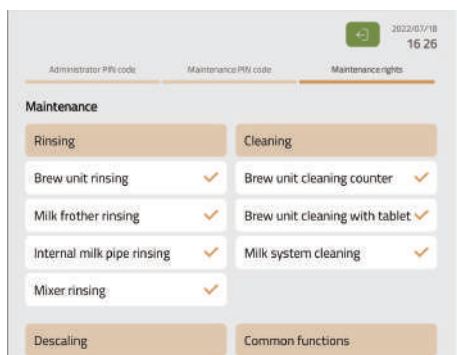 2022/07/18
16 26
Administrator PIN code
Maintenance PIN code
Maintenance rights
Maintenance
Rinsing
Cleaning
Brew unit rinsing
Brew unit cleaning counter
Milk frother rinsing
Brew unit cleaning with tablet
Internal milk pipe rinsing
Milk system cleaning
Mixer rinsing
Descaling
Common functions